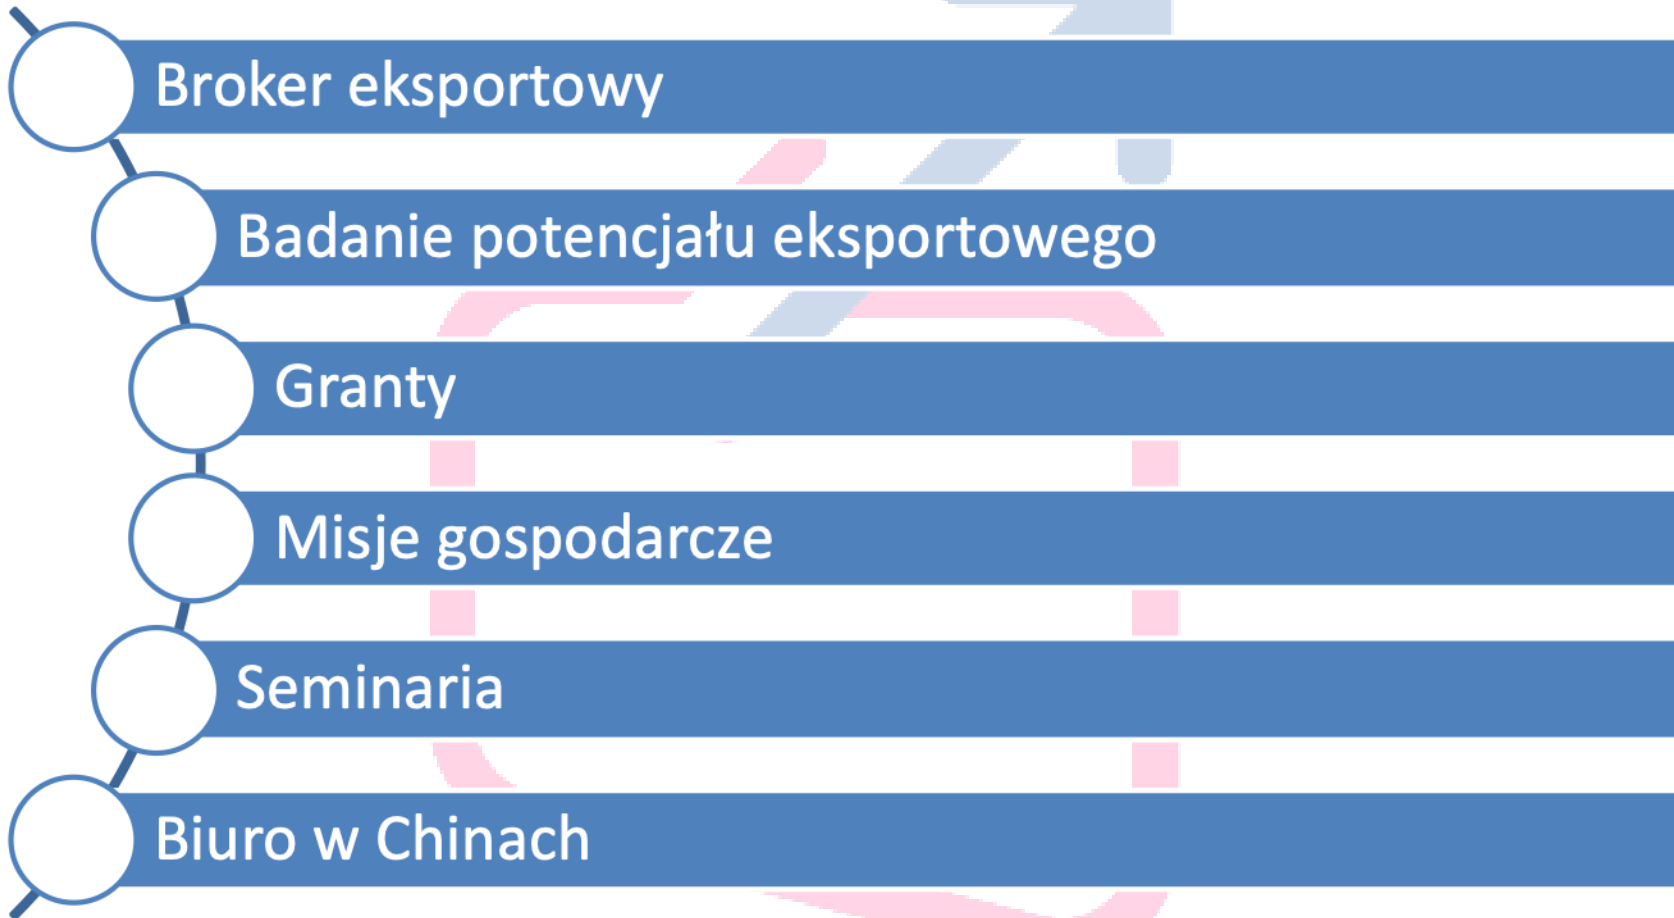 Broker eksportowy
Badanie potencjału eksportowego
Granty
Misje gospodarcze
Seminaria
Biuro w Chinach